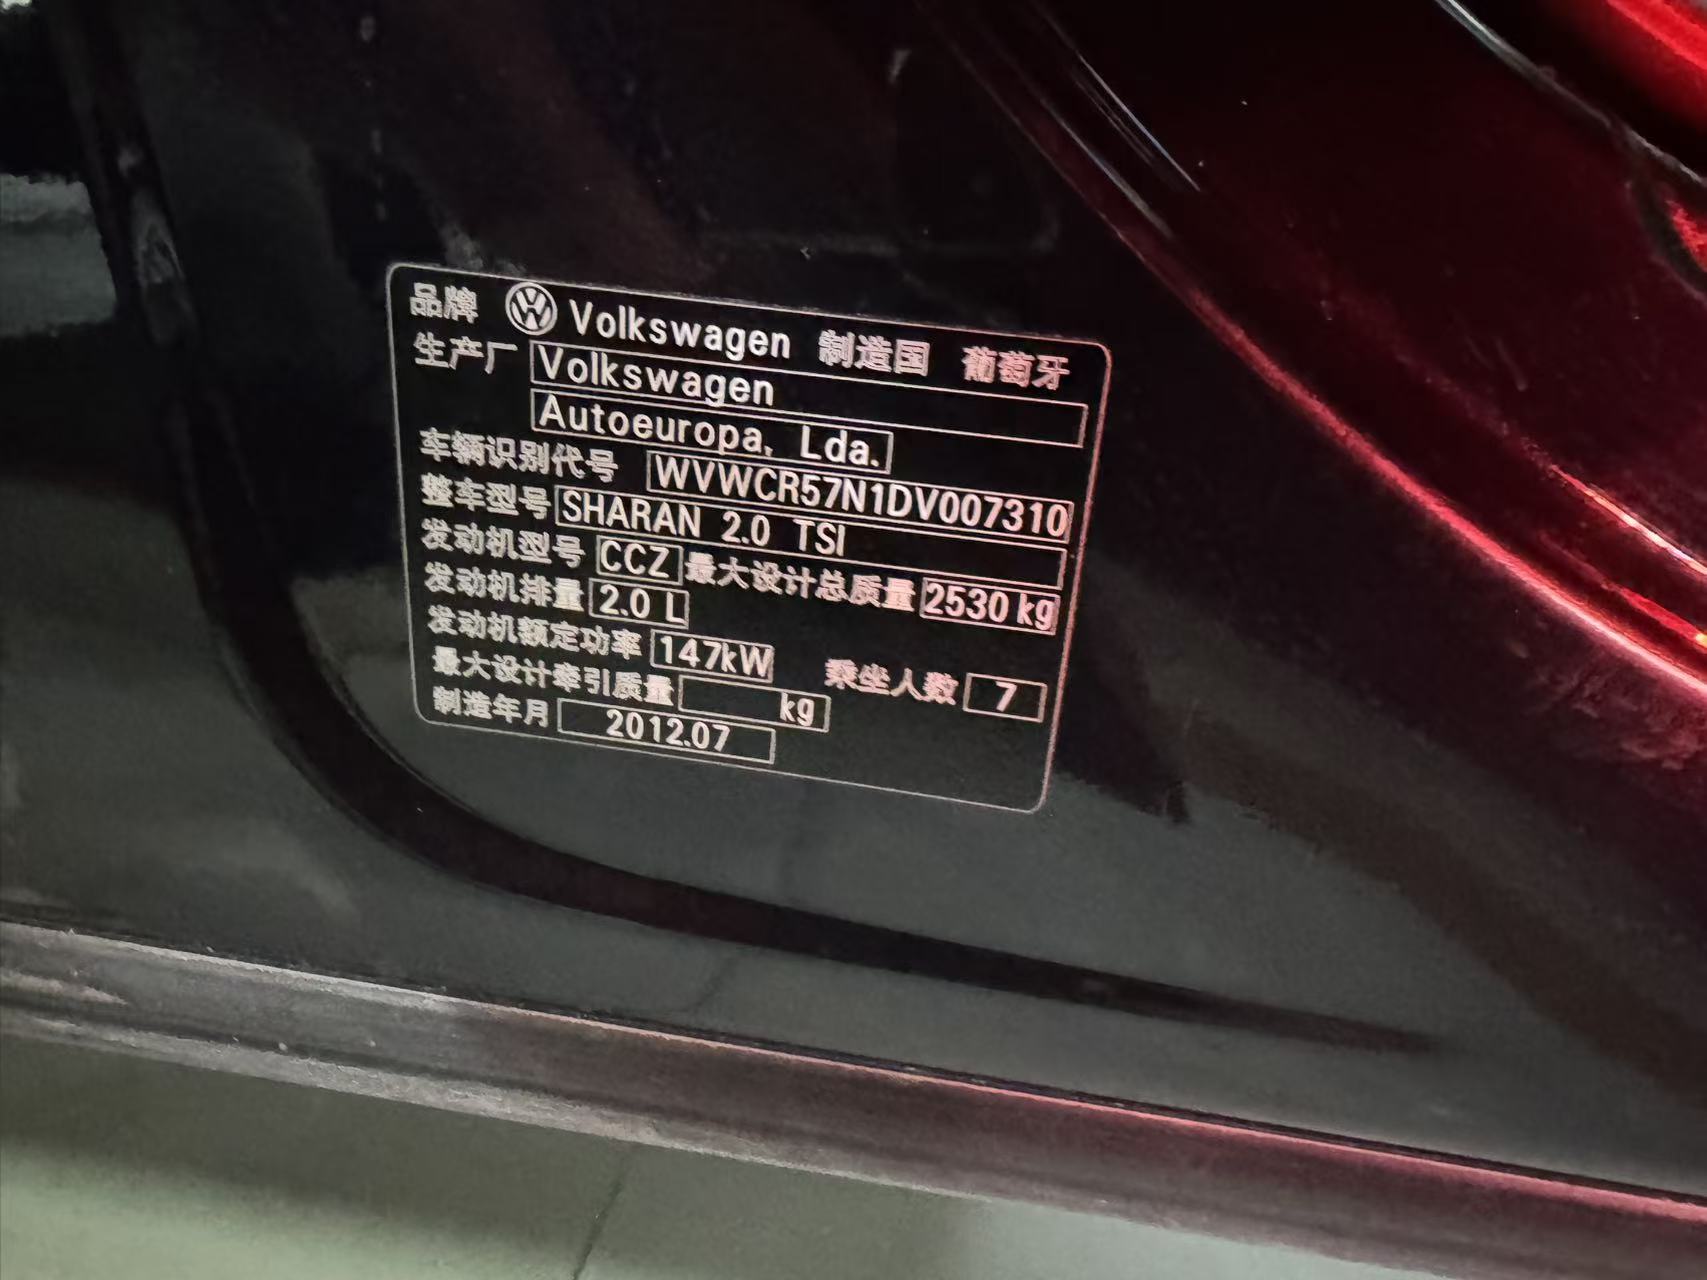 品牌 Volkswagen 制造国 葡萄牙
生产厂 Volkswagen
Autoeuropa, Lda.
车辆识别代号 WVWCR57N1DV007310
整车型号 SHARAN 2.0 TSI
发动机型号 CCZ 最大设计总质量 2530 kg
发动机排量 2.0 L
发动机额定功率 147kW 乘坐人数 7
最大设计牵引质量 kg
制造年月 2012.07